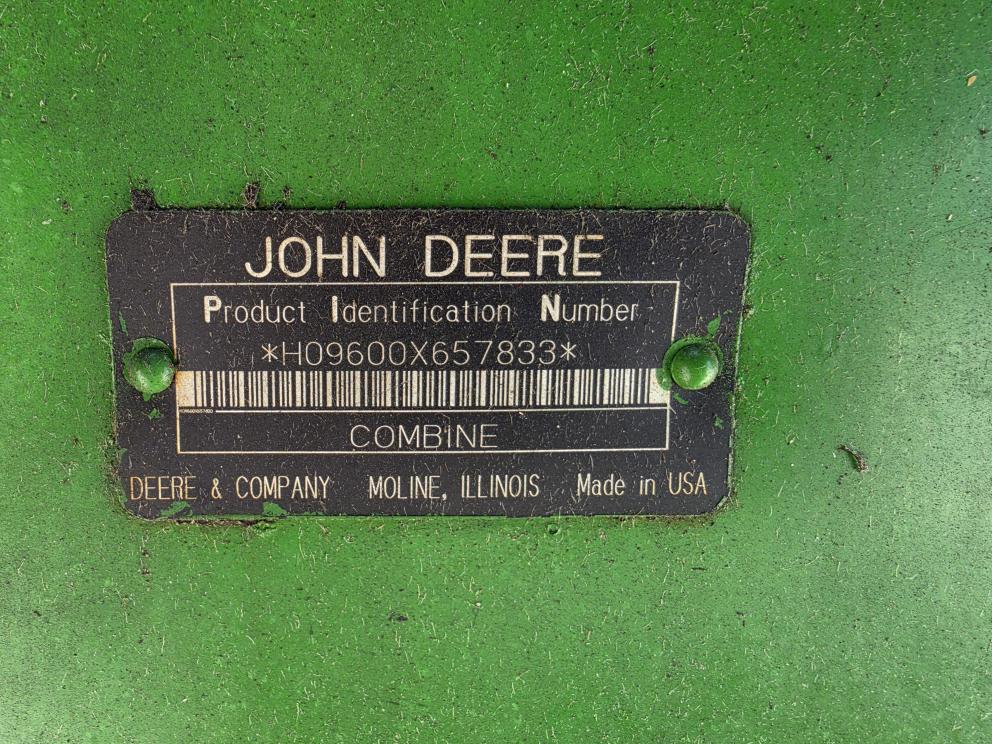 JOHN DEERE
Product Identification Number
*H09600X657833*
COMBINE
DEERE & COMPANY MOLINE, ILLINOIS Made in USA